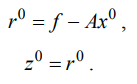 r⁰ = f − Ax⁰ ,
z⁰ = r⁰ .